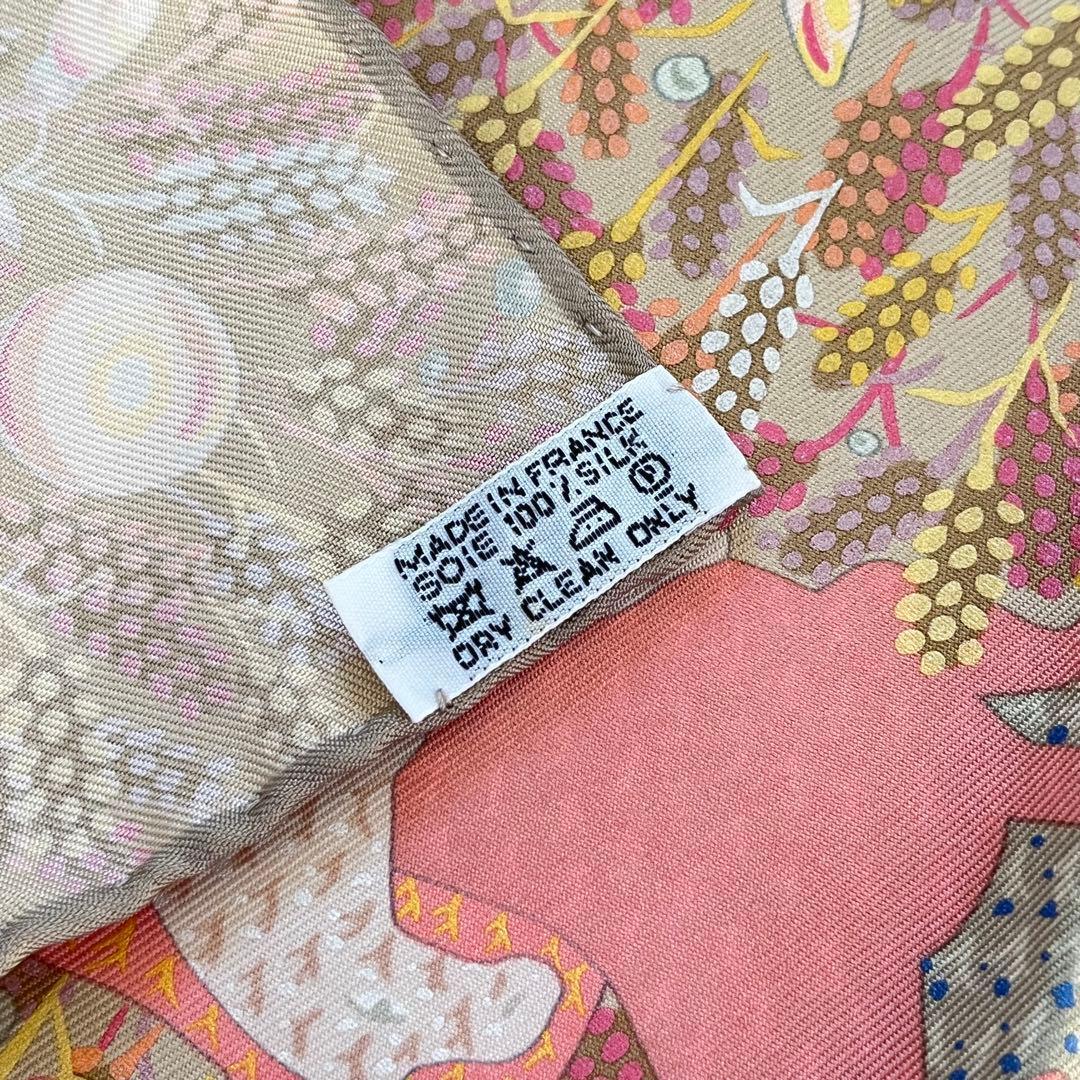 MADE IN FRANCE
SOIE 100% SILK
P
DRY CLEAN ONLY